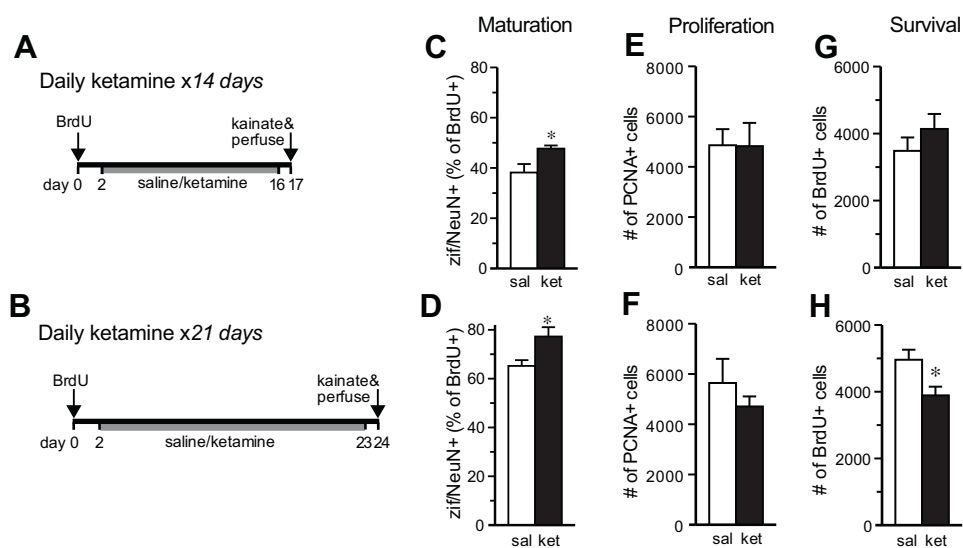 A
Daily ketamine x14 days
BrdU
kainate&
perfuse
day 0 2 saline/ketamine 16 17
B
Daily ketamine x21 days
BrdU
kainate&
perfuse
day 0 2 saline/ketamine 23 24
C
Maturation
zif/NeuN+ (% of BrdU+)
80
60
40
20
0
*
sal ket
D
zif/NeuN+ (% of BrdU+)
80
60
40
20
0
*
sal ket
E
Proliferation
# of PCNA+ cells
8000
6000
4000
2000
0
sal ket
F
# of PCNA+ cells
8000
6000
4000
2000
0
sal ket
G
Survival
# of BrdU+ cells
6000
4000
2000
0
sal ket
H
# of BrdU+ cells
6000
4000
2000
0
*
sal ket